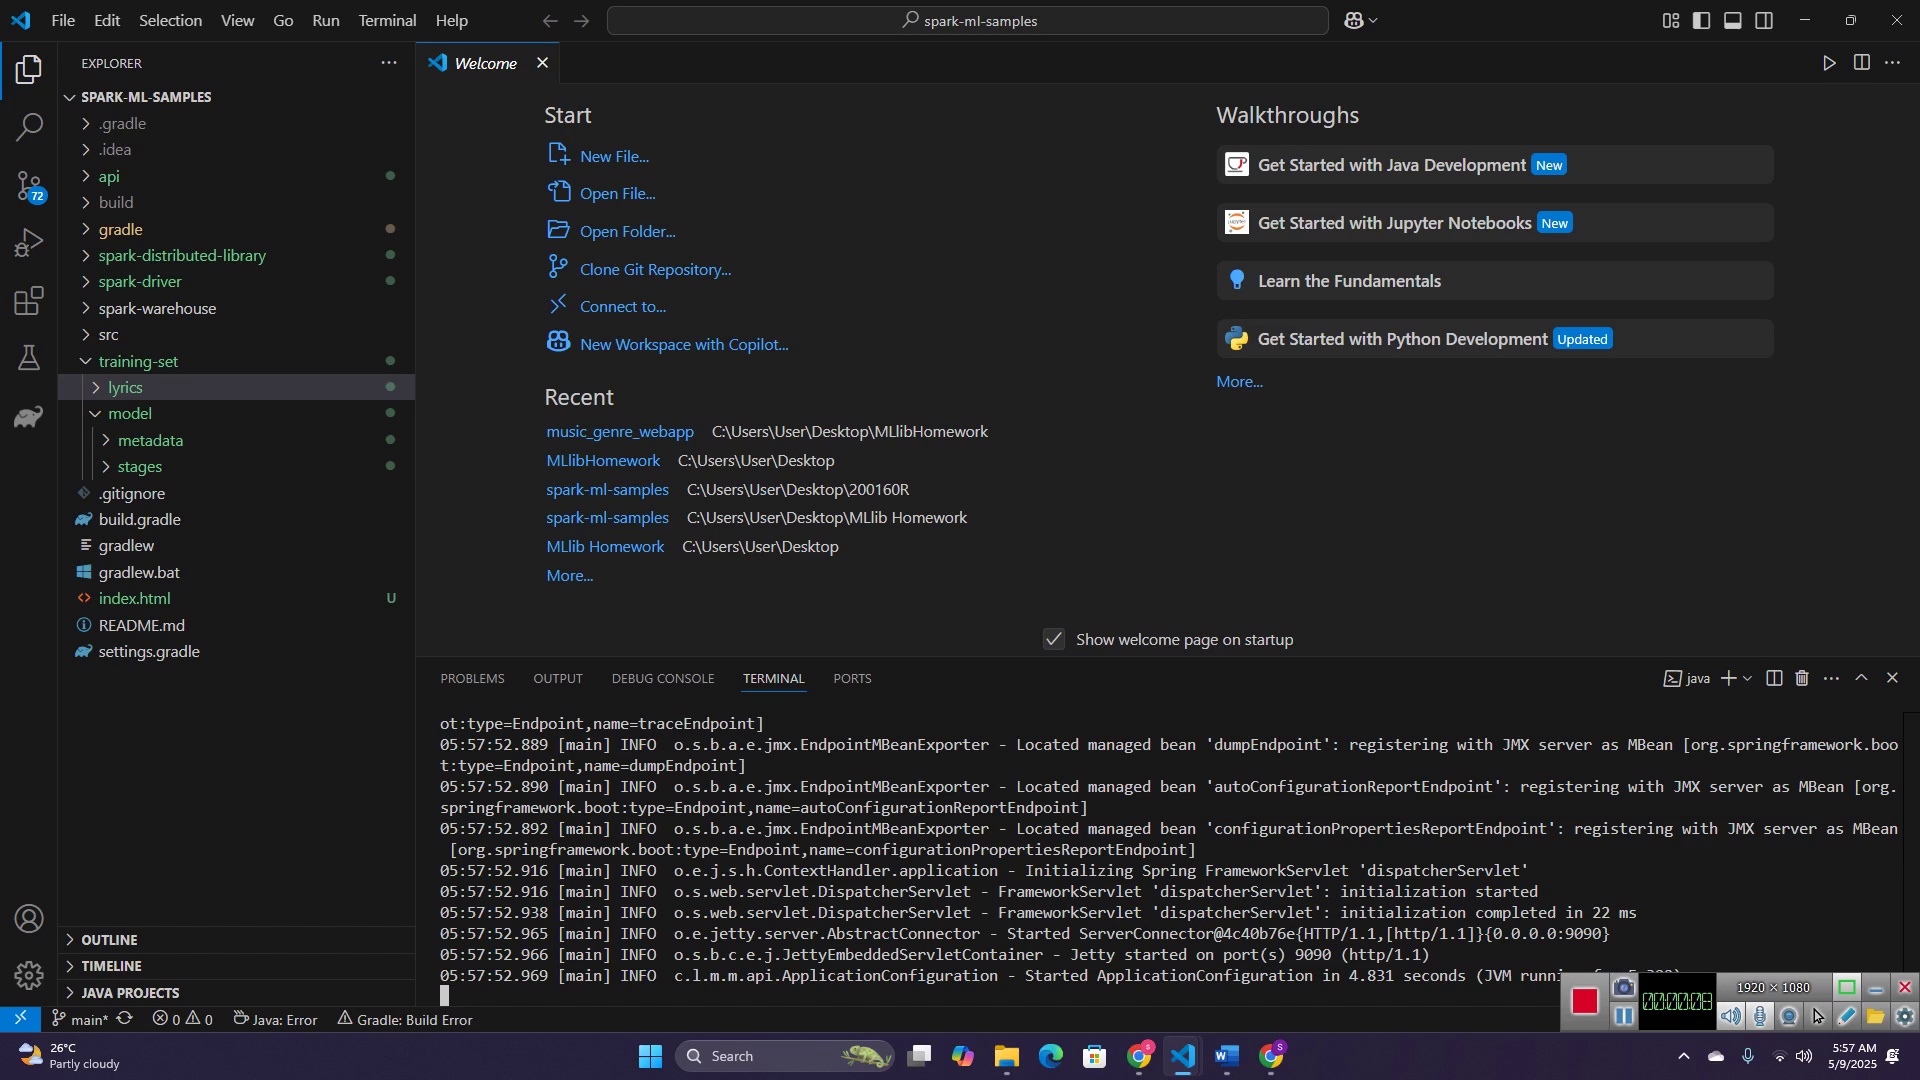 File Edit Selection View Go Run Terminal Help
spark-ml-samples
EXPLORER
SPARK-ML-SAMPLES
.gradle
.idea
api
build
gradle
spark-distributed-library
spark-driver
spark-warehouse
src
training-set
lyrics
model
metadata
stages
.gitignore
build.gradle
gradlew
gradlew.bat
index.html U
README.md
settings.gradle
OUTLINE
TIMELINE
JAVA PROJECTS
72
Welcome
Start
New File...
Open File...
Open Folder...
Clone Git Repository...
Connect to...
New Workspace with Copilot...
Recent
music_genre_webapp C:\Users\User\Desktop\MLlibHomework
MLlibHomework C:\Users\User\Desktop
spark-ml-samples C:\Users\User\Desktop\200160R
spark-ml-samples C:\Users\User\Desktop\MLlib Homework
MLlib Homework C:\Users\User\Desktop
More...
Walkthroughs
Get Started with Java Development New
Get Started with Jupyter Notebooks New
Learn the Fundamentals
Get Started with Python Development Updated
More...
Show welcome page on startup
PROBLEMS OUTPUT DEBUG CONSOLE TERMINAL PORTS
java
ot:type=Endpoint,name=traceEndpoint]
05:57:52.889 [main] INFO o.s.b.a.e.jmx.EndpointMBeanExporter - Located managed bean 'dumpEndpoint': registering with JMX server as MBean [org.springframework.boo
t:type=Endpoint,name=dumpEndpoint]
05:57:52.890 [main] INFO o.s.b.a.e.jmx.EndpointMBeanExporter - Located managed bean 'autoConfigurationReportEndpoint': registering with JMX server as MBean [org.
springframework.boot:type=Endpoint,name=autoConfigurationReportEndpoint]
05:57:52.892 [main] INFO o.s.b.a.e.jmx.EndpointMBeanExporter - Located managed bean 'configurationPropertiesReportEndpoint': registering with JMX server as MBean
[org.springframework.boot:type=Endpoint,name=configurationPropertiesReportEndpoint]
05:57:52.916 [main] INFO o.e.j.s.h.ContextHandler.application - Initializing Spring FrameworkServlet 'dispatcherServlet'
05:57:52.916 [main] INFO o.s.web.servlet.DispatcherServlet - FrameworkServlet 'dispatcherServlet': initialization started
05:57:52.938 [main] INFO o.s.web.servlet.DispatcherServlet - FrameworkServlet 'dispatcherServlet': initialization completed in 22 ms
05:57:52.965 [main] INFO o.e.jetty.server.AbstractConnector - Started ServerConnector@4c40b76e{HTTP/1.1,[http/1.1]}{0.0.0.0:9090}
05:57:52.966 [main] INFO o.s.b.c.e.j.JettyEmbeddedServletContainer - Jetty started on port(s) 9090 (http/1.1)
05:57:52.969 [main] INFO c.l.m.m.api.ApplicationConfiguration - Started ApplicationConfiguration in 4.831 seconds (JVM
00:00:08
1920 × 1080
main* 0 0 Java: Error Gradle: Build Error
26°C
Partly cloudy
Search
5:57 AM
5/9/2025